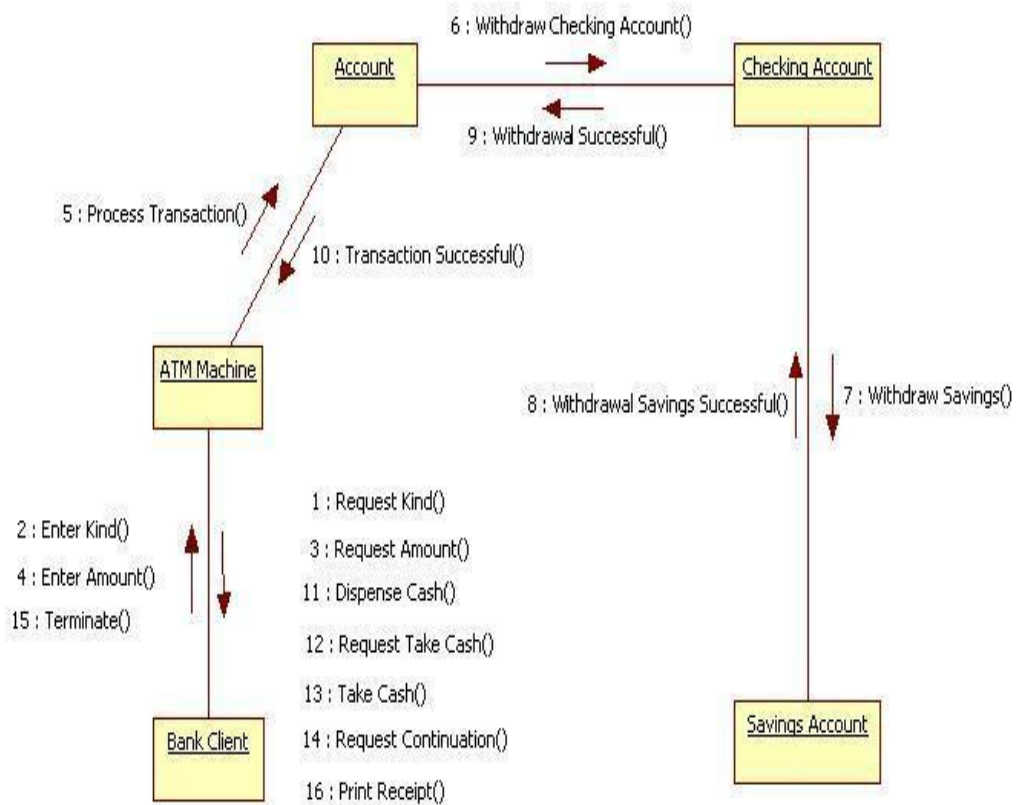 6 : Withdraw Checking Account()
Account
Checking Account
9 : Withdrawal Successful()
5 : Process Transaction()
10 : Transaction Successful()
ATM Machine
8 : Withdrawal Savings Successful()
7 : Withdraw Savings()
1 : Request Kind()
2 : Enter Kind()
3 : Request Amount()
4 : Enter Amount()
11 : Dispense Cash()
15 : Terminate()
12 : Request Take Cash()
13 : Take Cash()
Bank Client
14 : Request Continuation()
Savings Account
16 : Print Receipt()